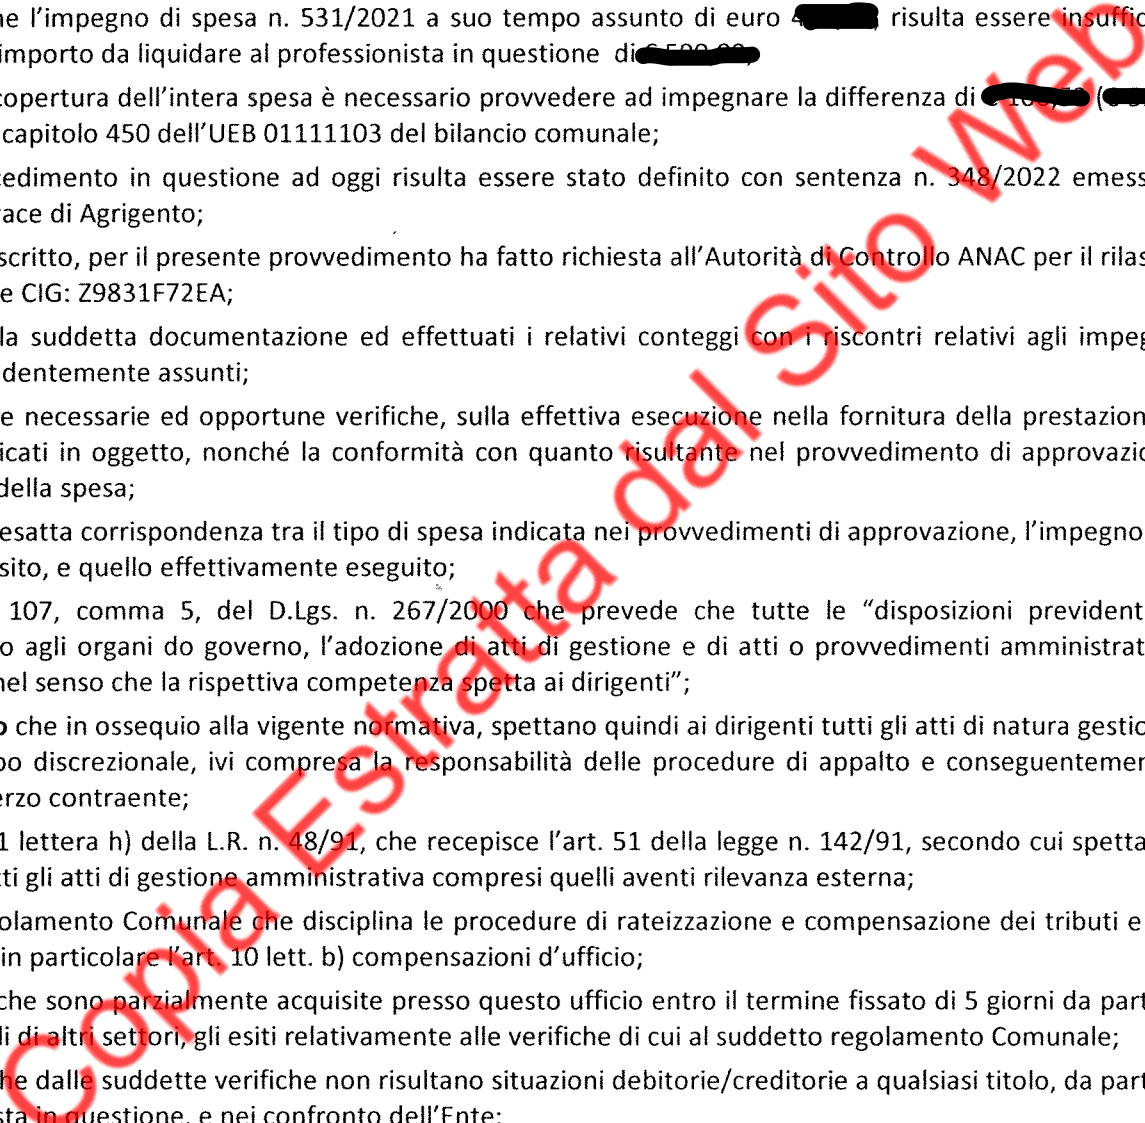 ne l’impegno di spesa n. 531/2021 a suo tempo assunto di euro risulta essere insuffic
importo da liquidare al professionista in questione di
copertura dell’intera spesa è necessario provvedere ad impegnare la differenza di (
capitolo 450 dell’UEB 01111103 del bilancio comunale;
cedimento in questione ad oggi risulta essere stato definito con sentenza n. 348/2022 emess
ace di Agrigento;
scritto, per il presente provvedimento ha fatto richiesta all’Autorità di Controllo ANAC per il rilas
e CIG: Z9831F72EA;
la suddetta documentazione ed effettuati i relativi conteggi con i riscontri relativi agli impeg
dentemente assunti;
e necessarie ed opportune verifiche, sulla effettiva esecuzione nella fornitura della prestazion
icati in oggetto, nonché la conformità con quanto risultante nel provvedimento di approvazio
della spesa;
esatta corrispondenza tra il tipo di spesa indicata nei provvedimenti di approvazione, l’impegno
sito, e quello effettivamente eseguito;
107, comma 5, del D.Lgs. n. 267/2000 che prevede che tutte le “disposizioni previdenti
o agli organi do governo, l’adozione di atti di gestione e di atti o provvedimenti amministrat
nel senso che la rispettiva competenza spetta ai dirigenti”;
o che in ossequio alla vigente normativa, spettano quindi ai dirigenti tutti gli atti di natura gestio
po discrezionale, ivi compresa la responsabilità delle procedure di appalto e conseguentemen
erzo contraente;
1 lettera h) della L.R. n. 48/91, che recepisce l’art. 51 della legge n. 142/91, secondo cui spetta
ti gli atti di gestione amministrativa compresi quelli aventi rilevanza esterna;
olamento Comunale che disciplina le procedure di rateizzazione e compensazione dei tributi e
in particolare l’art. 10 lett. b) compensazioni d’ufficio;
che sono parzialmente acquisite presso questo ufficio entro il termine fissato di 5 giorni da part
li di altri settori, gli esiti relativamente alle verifiche di cui al suddetto regolamento Comunale;
he dalle suddette verifiche non risultano situazioni debitorie/creditorie a qualsiasi titolo, da part
sta in questione, e nei confronto dell’Ente;
Copia Estratta dal Sito Web